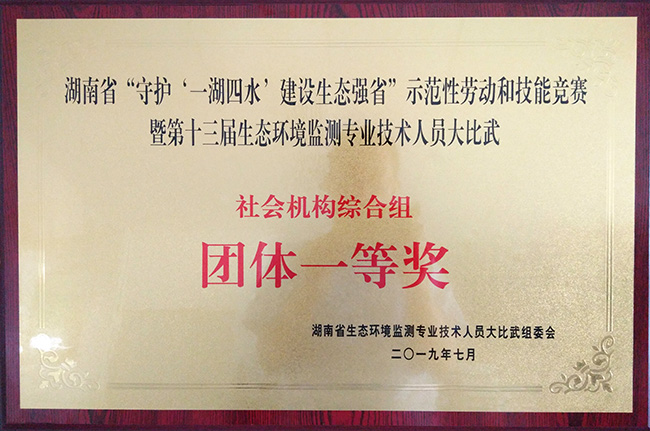 湖南省“守护‘一湖四水’建设生态强省”示范性劳动和技能竞赛
暨第十三届生态环境监测专业技术人员大比武
社会机构综合组
团体一等奖
湖南省生态环境监测专业技术人员大比武组委会
二〇一九年七月